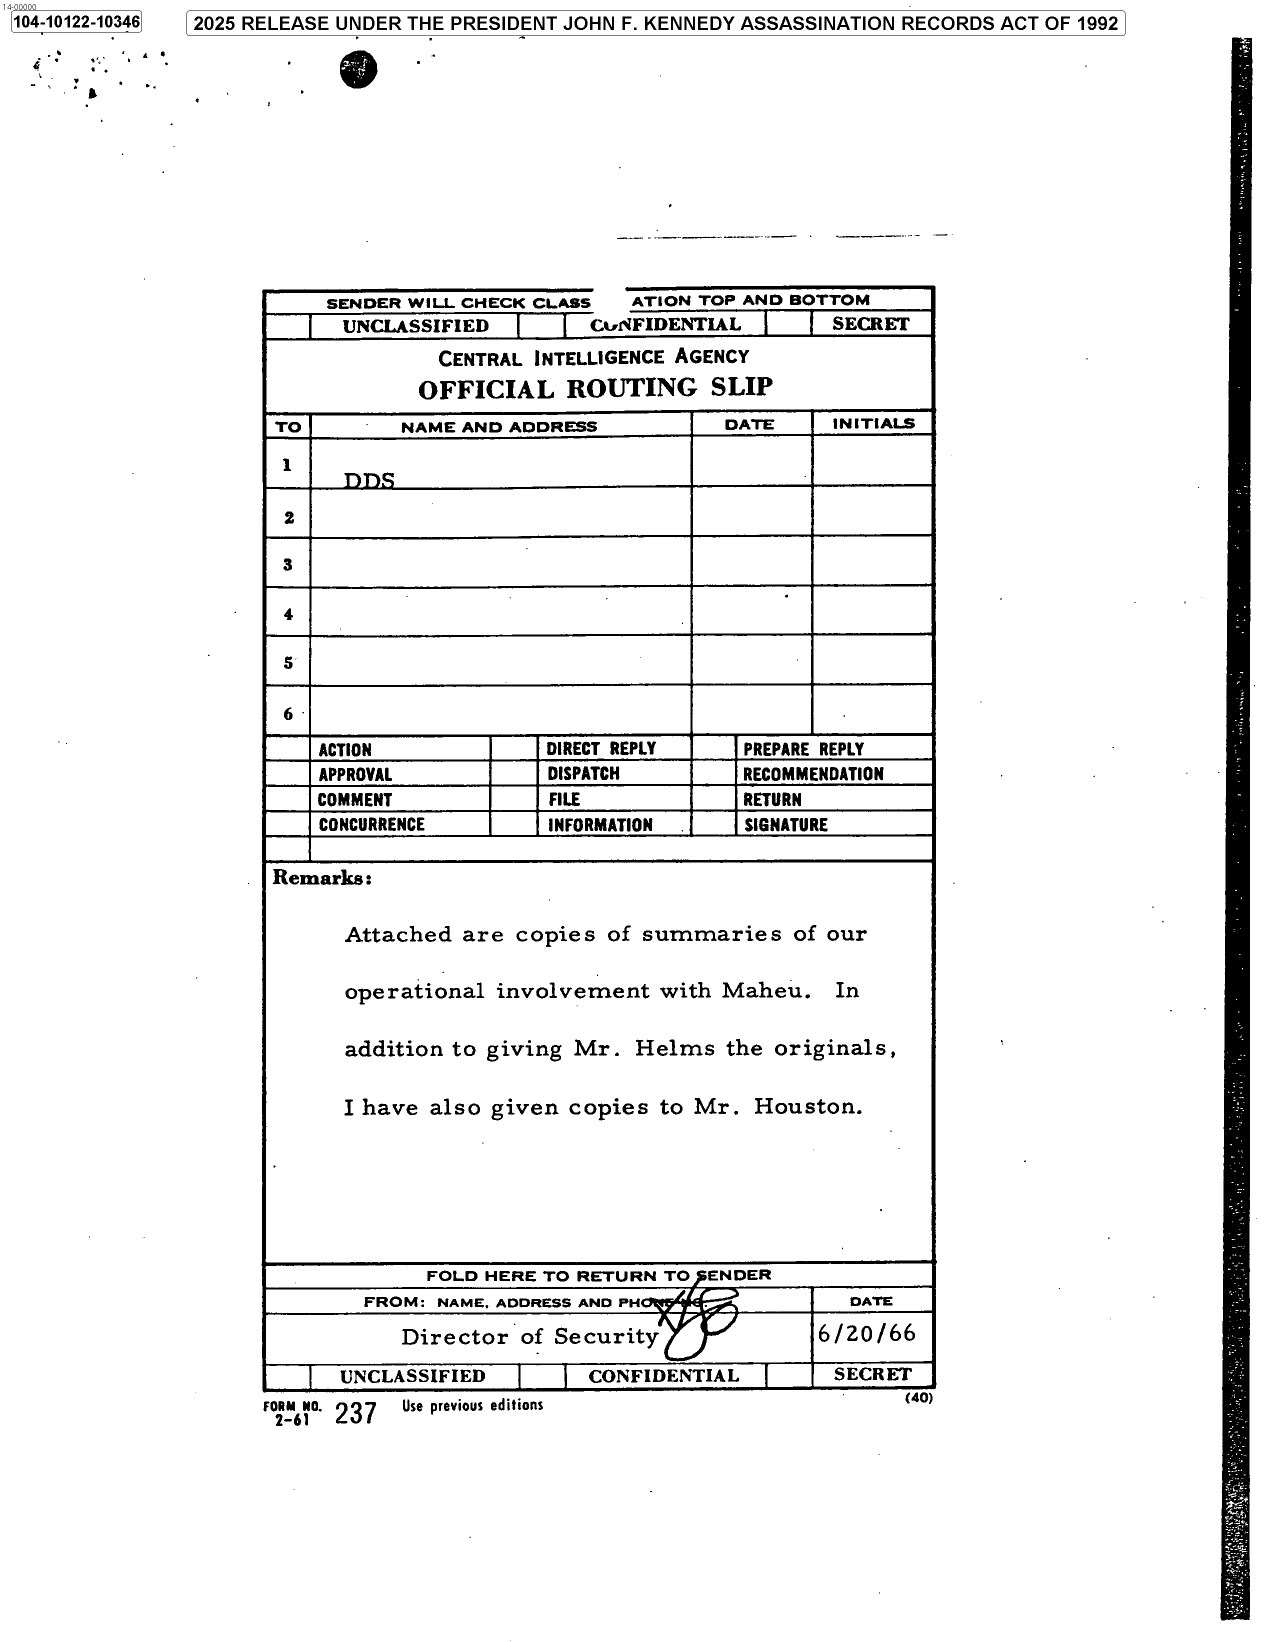 14-00000
104-10122-10346
2025 RELEASE UNDER THE PRESIDENT JOHN F. KENNEDY ASSASSINATION RECORDS ACT OF 1992
SENDER WILL CHECK CLASS ATION TOP AND BOTTOM
UNCLASSIFIED CONFIDENTIAL SECRET
CENTRAL INTELLIGENCE AGENCY
OFFICIAL ROUTING SLIP
TO NAME AND ADDRESS DATE INITIALS
1 DDS
2
3
4
5
6
ACTION DIRECT REPLY PREPARE REPLY
APPROVAL DISPATCH RECOMMENDATION
COMMENT FILE RETURN
CONCURRENCE INFORMATION SIGNATURE
Remarks:
Attached are copies of summaries of our
operational involvement with Maheu. In
addition to giving Mr. Helms the originals,
I have also given copies to Mr. Houston.
FOLD HERE TO RETURN TO SENDER
FROM: NAME, ADDRESS AND PHONE NO. DATE
Director of Security 6/20/66
UNCLASSIFIED CONFIDENTIAL SECRET
FORM NO. 237 Use previous editions (40)
2-61